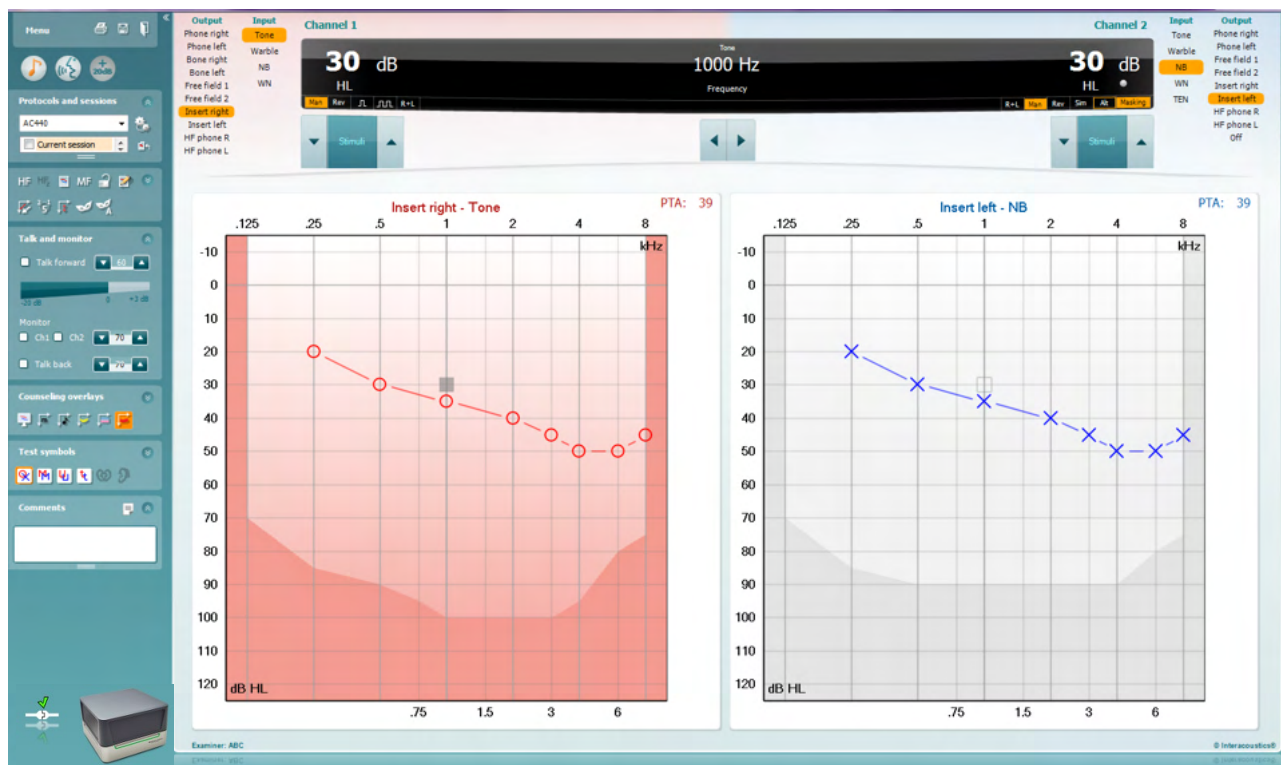 Menu
+20dB
Protocols and sessions
AC440
Current session
HF
MF
Talk and monitor
Talk forward 60
-20 dB 0 +3 dB
Monitor
Ch1 Ch2 70
Talk back 70
Counseling overlays
Test symbols
Comments
Output
Phone right
Phone left
Bone right
Bone left
Free field 1
Free field 2
Insert right
Insert left
HF phone R
HF phone L
Input
Tone
Warble
NB
WN
Channel 1
30 dB
HL
Man Rev R+L
Stimuli
Tone
1000 Hz
Frequency
Channel 2
30 dB
HL
R+L Man Rev Sim Alt Masking
Stimuli
Input
Tone
Warble
NB
WN
TEN
Output
Phone right
Phone left
Free field 1
Free field 2
Insert right
Insert left
HF phone R
HF phone L
Off
Insert right - Tone
PTA: 39
.125 .25 .5 1 2 4 8
kHz
-10
0
10
20
30
40
50
60
70
80
90
100
110
120
dB HL
.75 1.5 3 6
Insert left - NB
PTA: 39
.125 .25 .5 1 2 4 8
kHz
-10
0
10
20
30
40
50
60
70
80
90
100
110
120
dB HL
.75 1.5 3 6
Examiner: ABC
© Interacoustics®